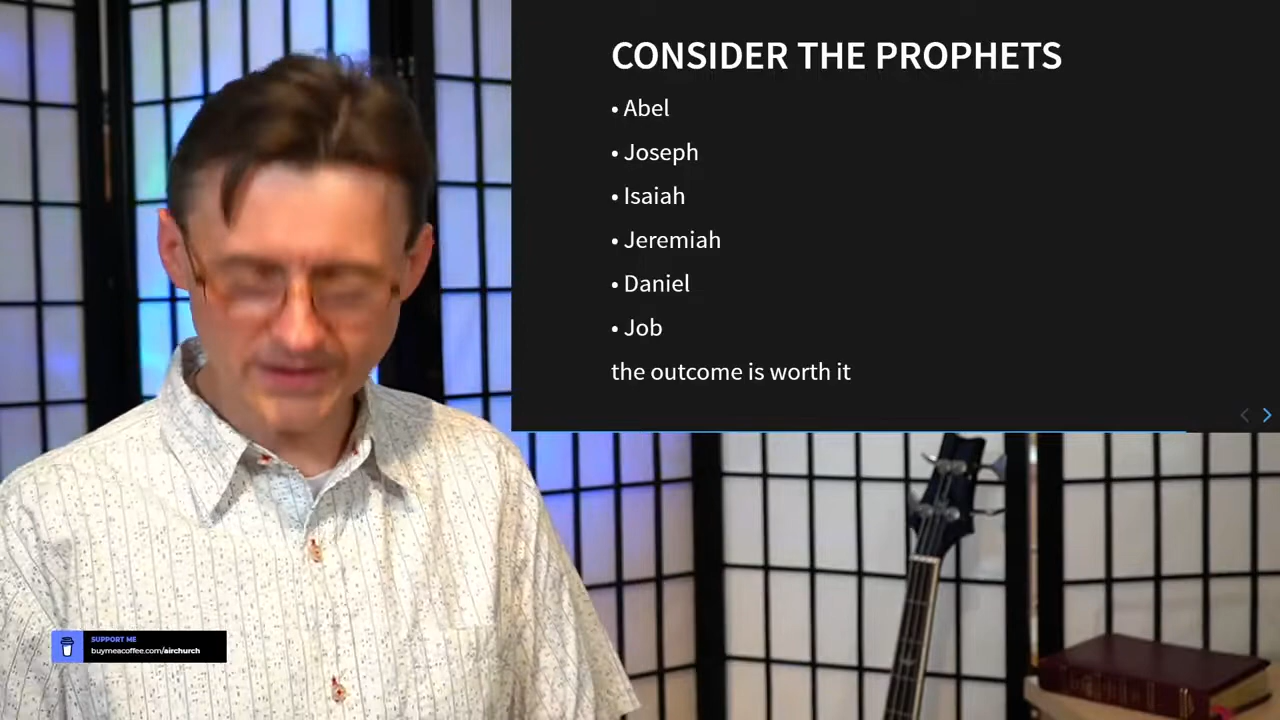 CONSIDER THE PROPHETS
• Abel
• Joseph
• Isaiah
• Jeremiah
• Daniel
• Job
the outcome is worth it
SUPPORT ME
buymeacoffee.com/airchurch